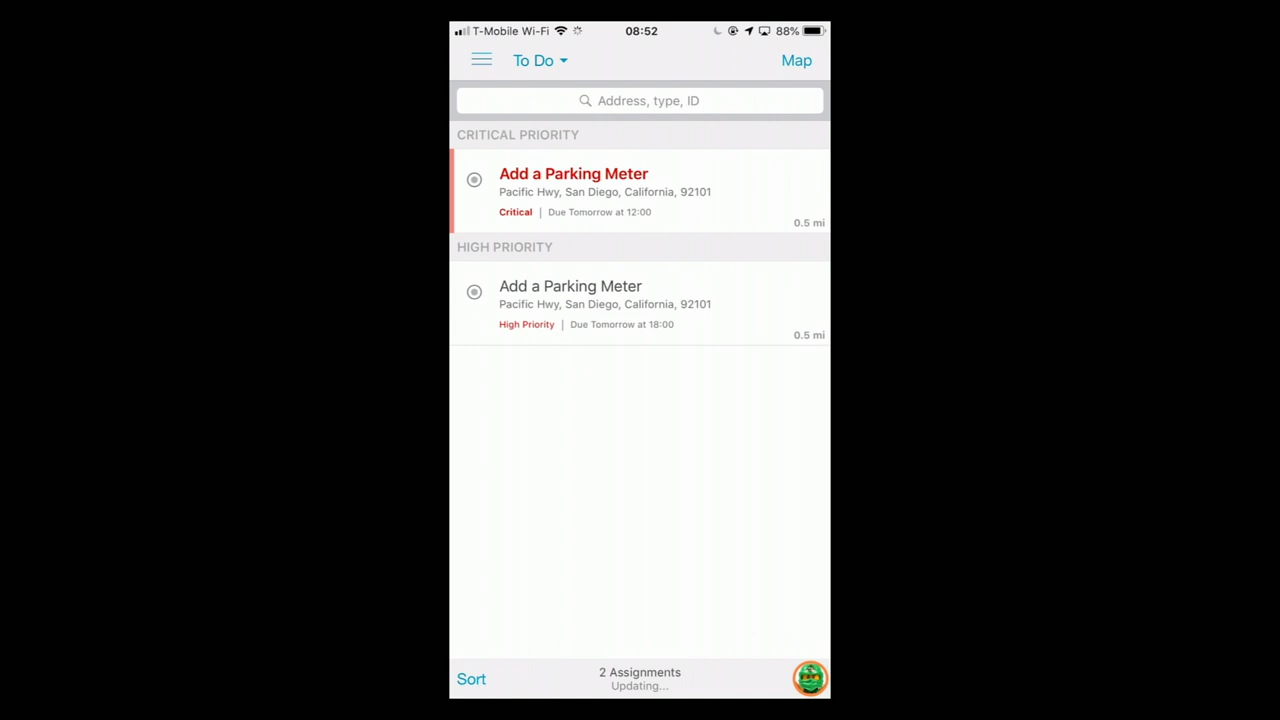 T-Mobile Wi-Fi 08:52 88%
To Do Map
Address, type, ID
CRITICAL PRIORITY
Add a Parking Meter
Pacific Hwy, San Diego, California, 92101
Critical | Due Tomorrow at 12:00
0.5 mi
HIGH PRIORITY
Add a Parking Meter
Pacific Hwy, San Diego, California, 92101
High Priority | Due Tomorrow at 18:00
0.5 mi
Sort 2 Assignments
Updating...